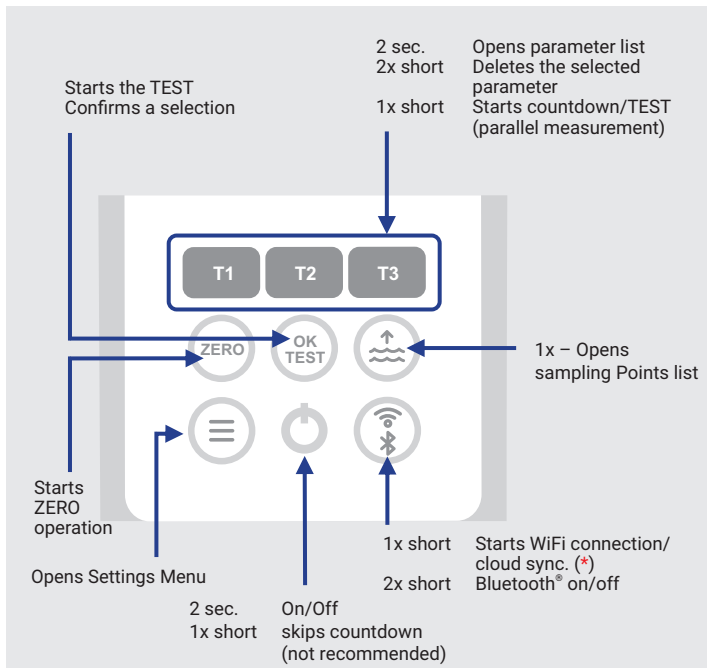 2 sec. Opens parameter list
2x short Deletes the selected
parameter
1x short Starts countdown/TEST
(parallel measurement)
Starts the TEST
Confirms a selection
T1 T2 T3
ZERO
OK
TEST
1x – Opens
sampling Points list
Starts
ZERO
operation
Opens Settings Menu
1x short Starts WiFi connection/
cloud sync. (*)
2x short Bluetooth® on/off
2 sec. On/Off
1x short skips countdown
(not recommended)